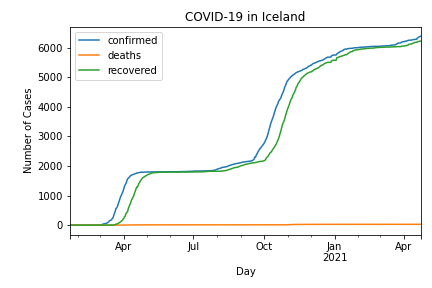 COVID-19 in Iceland
confirmed
deaths
recovered
Number of Cases
6000
5000
4000
3000
2000
1000
0
Apr
Jul
Oct
Jan
2021
Apr
Day